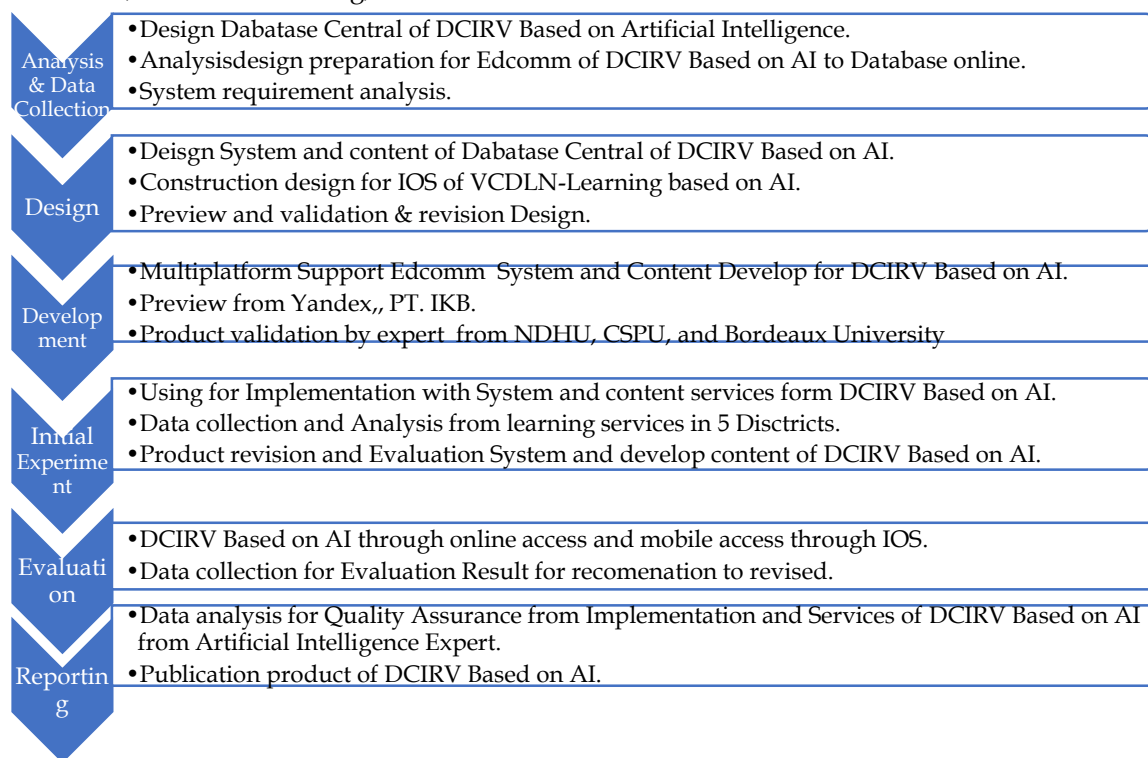 Analysis
& Data
Collection
•Design Dabatase Central of DCIRV Based on Artificial Intelligence.
•Analysisdesign preparation for Edcomm of DCIRV Based on AI to Database online.
•System requirement analysis.
Design
•Deisgn System and content of Dabatase Central of DCIRV Based on AI.
•Construction design for IOS of VCDLN-Learning based on AI.
•Preview and validation & revision Design.
Develop
ment
•Multiplatform Support Edcomm System and Content Develop for DCIRV Based on AI.
•Preview from Yandex,, PT. IKB.
•Product validation by expert from NDHU, CSPU, and Bordeaux University
Initial
Experime
nt
•Using for Implementation with System and content services form DCIRV Based on AI.
•Data collection and Analysis from learning services in 5 Disctricts.
•Product revision and Evaluation System and develop content of DCIRV Based on AI.
Evaluati
on
•DCIRV Based on AI through online access and mobile access through IOS.
•Data collection for Evaluation Result for recomenation to revised.
Reportin
g
•Data analysis for Quality Assurance from Implementation and Services of DCIRV Based on AI
from Artificial Intelligence Expert.
•Publication product of DCIRV Based on AI.